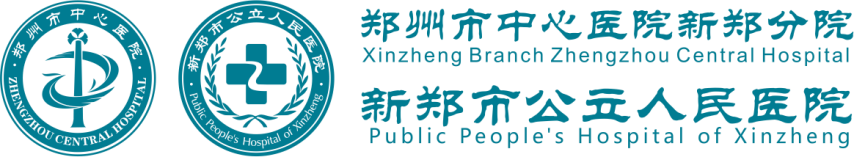 郑州市中心医院
ZHENGZHOU CENTRAL HOSPITAL
新郑市公立人民医院
Public People's Hospital of Xinzheng
郑州市中心医院新郑分院
Xinzheng Branch Zhengzhou Central Hospital
新郑市公立人民医院
Public People's Hospital of Xinzheng